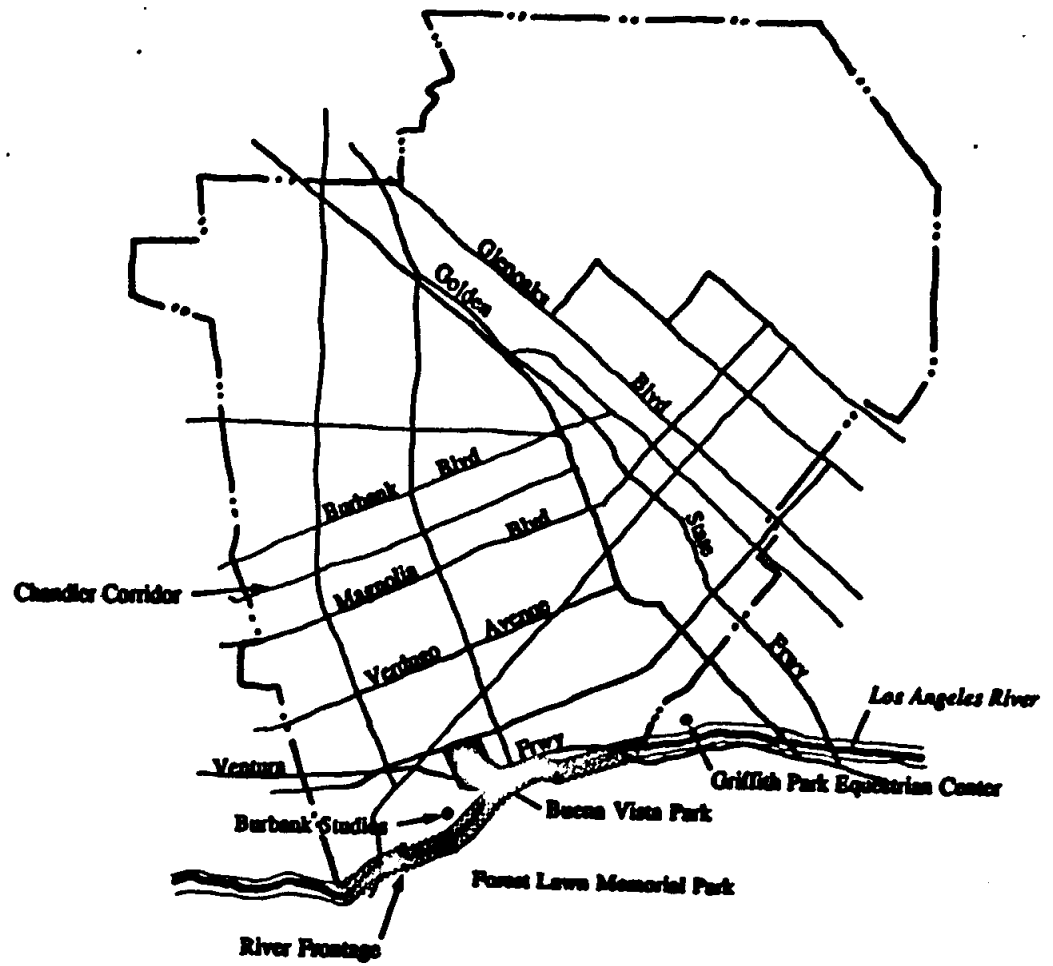 Glenoaks
Blvd
Golden
State
Frwy
Burbank Blvd
Chandler Corridor
Magnolia Blvd
Verdugo Avenue
Los Angeles River
Ventura Frwy
Griffith Park Equestrian Center
Buena Vista Park
Burbank Studios
Forest Lawn Memorial Park
River Frontage